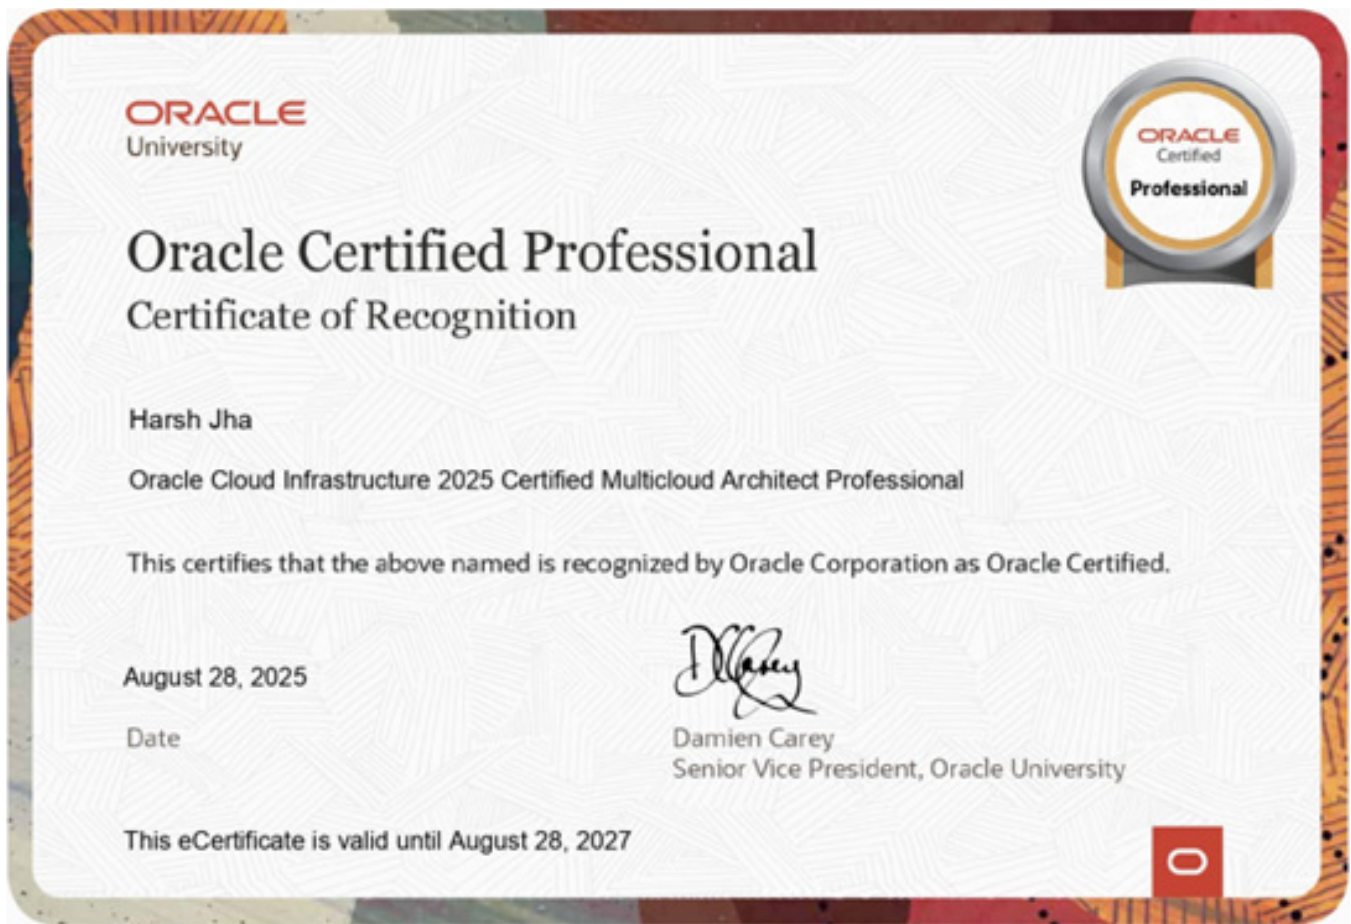 ORACLE
University
ORACLE
Certified
Professional
Oracle Certified Professional
Certificate of Recognition
Harsh Jha
Oracle Cloud Infrastructure 2025 Certified Multicloud Architect Professional
This certifies that the above named is recognized by Oracle Corporation as Oracle Certified.
DCarey
August 28, 2025
Date
Damien Carey
Senior Vice President, Oracle University
This eCertificate is valid until August 28, 2027